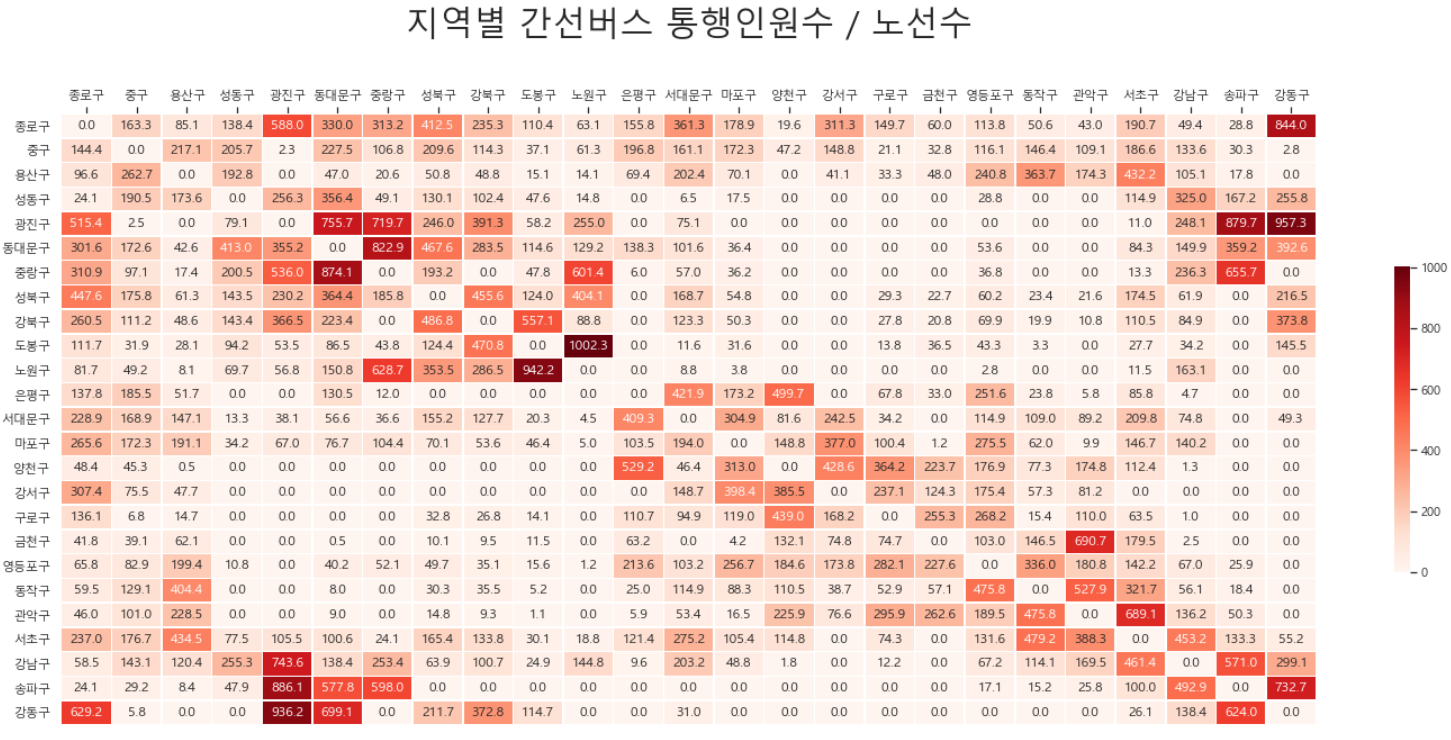 지역별 간선버스 통행인원수 / 노선수
종로구 중구 용산구 성동구 광진구 동대문구 중랑구 성북구 강북구 도봉구 노원구 은평구 서대문구 마포구 양천구 강서구 구로구 금천구 영등포구 동작구 관악구 서초구 강남구 송파구 강동구
종로구 0.0 163.3 85.1 138.4 588.0 330.0 313.2 412.5 235.3 110.4 63.1 155.8 361.3 178.9 19.6 311.3 149.7 60.0 113.8 50.6 43.0 190.7 49.4 28.8 844.0
중구 144.4 0.0 217.1 205.7 2.3 227.5 106.8 209.6 114.3 37.1 61.3 196.8 161.1 172.3 47.2 148.8 21.1 32.8 116.1 146.4 109.1 186.6 133.6 30.3 2.8
용산구 96.6 262.7 0.0 192.8 0.0 47.0 20.6 50.8 48.8 15.1 14.1 69.4 202.4 70.1 0.0 41.1 33.3 48.0 240.8 363.7 174.3 432.2 105.1 17.8 0.0
성동구 24.1 190.5 173.6 0.0 256.3 356.4 49.1 130.1 102.4 47.6 14.8 0.0 6.5 17.5 0.0 0.0 0.0 0.0 28.8 0.0 0.0 114.9 325.0 167.2 255.8
광진구 515.4 2.5 0.0 79.1 0.0 755.7 719.7 246.0 391.3 58.2 255.0 0.0 75.1 0.0 0.0 0.0 0.0 0.0 0.0 0.0 0.0 11.0 248.1 879.7 957.3
동대문구 301.6 172.6 42.6 413.0 355.2 0.0 822.9 467.6 283.5 114.6 129.2 138.3 101.6 36.4 0.0 0.0 0.0 0.0 53.6 0.0 0.0 84.3 149.9 359.2 392.6
중랑구 310.9 97.1 17.4 200.5 536.0 874.1 0.0 193.2 0.0 47.8 601.4 6.0 57.0 36.2 0.0 0.0 0.0 0.0 36.8 0.0 0.0 13.3 236.3 655.7 0.0
성북구 447.6 175.8 61.3 143.5 230.2 364.4 185.8 0.0 455.6 124.0 404.1 0.0 168.7 54.8 0.0 0.0 29.3 22.7 60.2 23.4 21.6 174.5 61.9 0.0 216.5
강북구 260.5 111.2 48.6 143.4 366.5 223.4 0.0 486.8 0.0 557.1 88.8 0.0 123.3 50.3 0.0 0.0 27.8 20.8 69.9 19.9 10.8 110.5 84.9 0.0 373.8
도봉구 111.7 31.9 28.1 94.2 53.5 86.5 43.8 124.4 470.8 0.0 1002.3 0.0 11.6 31.6 0.0 0.0 13.8 36.5 43.3 3.3 0.0 27.7 34.2 0.0 145.5
노원구 81.7 49.2 8.1 69.7 56.8 150.8 628.7 353.5 286.5 942.2 0.0 0.0 8.8 3.8 0.0 0.0 0.0 0.0 2.8 0.0 0.0 11.5 163.1 0.0 0.0
은평구 137.8 185.5 51.7 0.0 0.0 130.5 12.0 0.0 0.0 0.0 0.0 0.0 421.9 173.2 499.7 0.0 67.8 33.0 251.6 23.8 5.8 85.8 4.7 0.0 0.0
서대문구 228.9 168.9 147.1 13.3 38.1 56.6 36.6 155.2 127.7 20.3 4.5 409.3 0.0 304.9 81.6 242.5 34.2 0.0 114.9 109.0 89.2 209.8 74.8 0.0 49.3
마포구 265.6 172.3 191.1 34.2 67.0 76.7 104.4 70.1 53.6 46.4 5.0 103.5 194.0 0.0 148.8 377.0 100.4 1.2 275.5 62.0 9.9 146.7 140.2 0.0 0.0
양천구 48.4 45.3 0.5 0.0 0.0 0.0 0.0 0.0 0.0 0.0 0.0 529.2 46.4 313.0 0.0 428.6 364.2 223.7 176.9 77.3 174.8 112.4 1.3 0.0 0.0
강서구 307.4 75.5 47.7 0.0 0.0 0.0 0.0 0.0 0.0 0.0 0.0 0.0 148.7 398.4 385.5 0.0 237.1 124.3 175.4 57.3 81.2 0.0 0.0 0.0 0.0
구로구 136.1 6.8 14.7 0.0 0.0 0.0 0.0 32.8 26.8 14.1 0.0 110.7 94.9 119.0 439.0 168.2 0.0 255.3 268.2 15.4 110.0 63.5 1.0 0.0 0.0
금천구 41.8 39.1 62.1 0.0 0.0 0.5 0.0 10.1 9.5 11.5 0.0 63.2 0.0 4.2 132.1 74.8 74.7 0.0 103.0 146.5 690.7 179.5 2.5 0.0 0.0
영등포구 65.8 82.9 199.4 10.8 0.0 40.2 52.1 49.7 35.1 15.6 1.2 213.6 103.2 256.7 184.6 173.8 282.1 227.6 0.0 336.0 180.8 142.2 67.0 25.9 0.0
동작구 59.5 129.1 404.4 0.0 0.0 8.0 0.0 30.3 35.5 5.2 0.0 25.0 114.9 88.3 110.5 38.7 52.9 57.1 475.8 0.0 527.9 321.7 56.1 18.4 0.0
관악구 46.0 101.0 228.5 0.0 0.0 9.0 0.0 14.8 9.3 1.1 0.0 5.9 53.4 16.5 225.9 76.6 295.9 262.6 189.5 475.8 0.0 689.1 136.2 50.3 0.0
서초구 237.0 176.7 434.5 77.5 105.5 100.6 24.1 165.4 133.8 30.1 18.8 121.4 275.2 105.4 114.8 0.0 74.3 0.0 131.6 479.2 388.3 0.0 453.2 133.3 55.2
강남구 58.5 143.1 120.4 255.3 743.6 138.4 253.4 63.9 100.7 24.9 144.8 9.6 203.2 48.8 1.8 0.0 12.2 0.0 67.2 114.1 169.5 461.4 0.0 571.0 299.1
송파구 24.1 29.2 8.4 47.9 886.1 577.8 598.0 0.0 0.0 0.0 0.0 0.0 0.0 0.0 0.0 0.0 0.0 0.0 17.1 15.2 25.8 100.0 492.9 0.0 732.7
강동구 629.2 5.8 0.0 0.0 936.2 699.1 0.0 211.7 372.8 114.7 0.0 0.0 31.0 0.0 0.0 0.0 0.0 0.0 0.0 0.0 0.0 26.1 138.4 624.0 0.0
1000
800
600
400
200
0